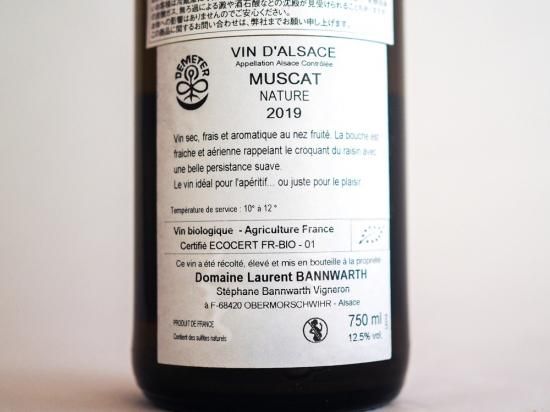 VIN D'ALSACE
Appellation Alsace Contrôlée
DEMETER
MUSCAT
NATURE
2019
Vin sec, frais et aromatique au nez fruité. La bouche est
fraiche et aérienne rappelant le croquant du raisin avec
une belle persistance suave.
Le vin idéal pour l'apéritif... ou juste pour le plaisir
Température de service : 10° à 12 °
Vin biologique - Agriculture France
Certifié ECOCERT FR-BIO - 01
Ce vin a été récolté, élevé et mis en bouteille à la propriété
Domaine Laurent BANNWARTH
Stéphane Bannwarth Vigneron
à F-68420 OBERMORSCHWIHR - Alsace
PRODUIT DE FRANCE
750 ml
Contient des sulfites naturels
12,5% vol.